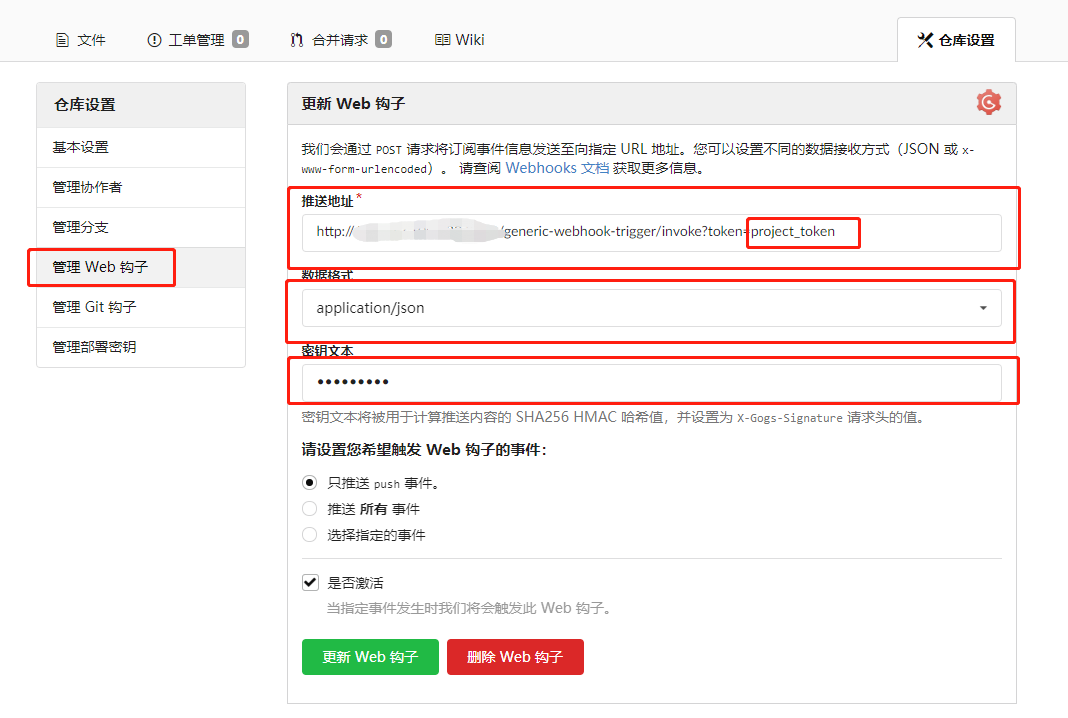 文件 工单管理 0 合并请求 0 Wiki 仓库设置
仓库设置
基本设置
管理协作者
管理分支
管理 Web 钩子
管理 Git 钩子
管理部署密钥
更新 Web 钩子
我们会通过 POST 请求将订阅事件信息发送至向指定 URL 地址。您可以设置不同的数据接收方式（JSON 或 x-
www-form-urlencoded）。 请查阅 Webhooks 文档 获取更多信息。
推送地址 *
http:// /generic-webhook-trigger/invoke?token=project_token
数据格式
application/json
密钥文本
•••••••••
密钥文本将被用于计算推送内容的 SHA256 HMAC 哈希值，并设置为 X-Gogs-Signature 请求头的值。
请设置您希望触发 Web 钩子的事件：
只推送 push 事件。
推送 所有 事件
选择指定的事件
是否激活
当指定事件发生时我们将会触发此 Web 钩子。
更新 Web 钩子 删除 Web 钩子